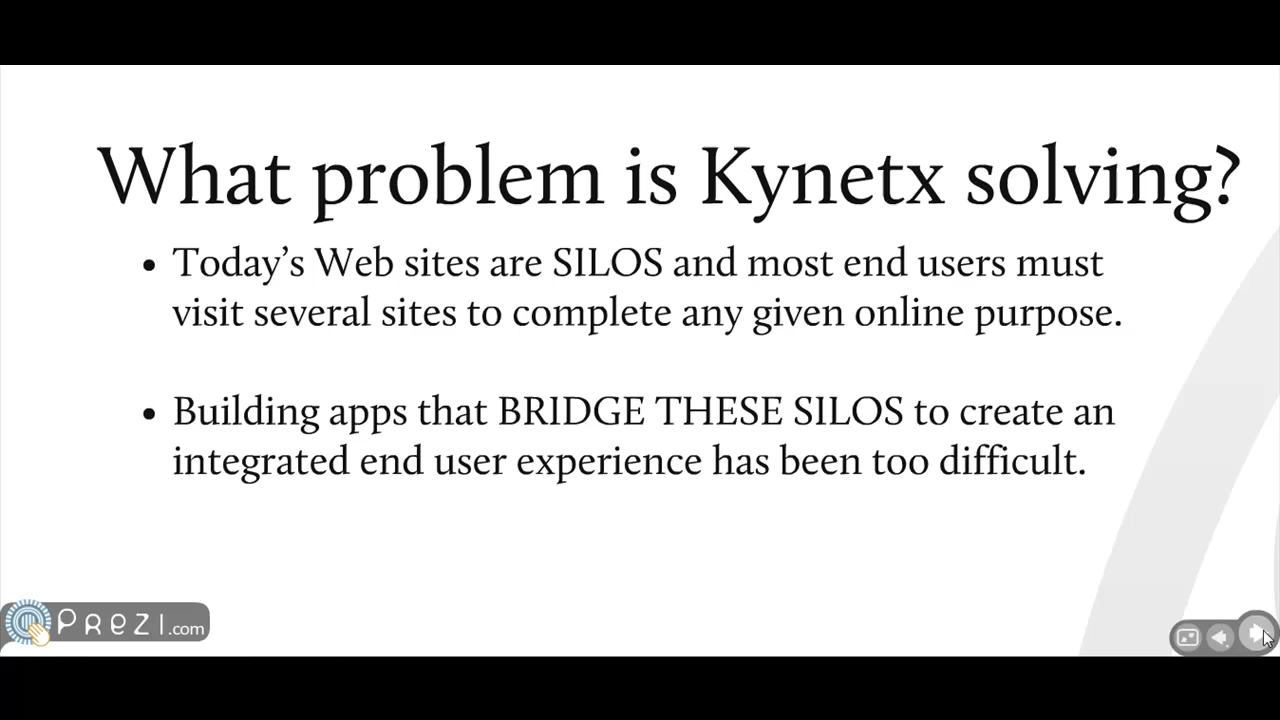 What problem is Kynetx solving?
• Today’s Web sites are SILOS and most end users must
visit several sites to complete any given online purpose.
• Building apps that BRIDGE THESE SILOS to create an
integrated end user experience has been too difficult.
PREZI.com